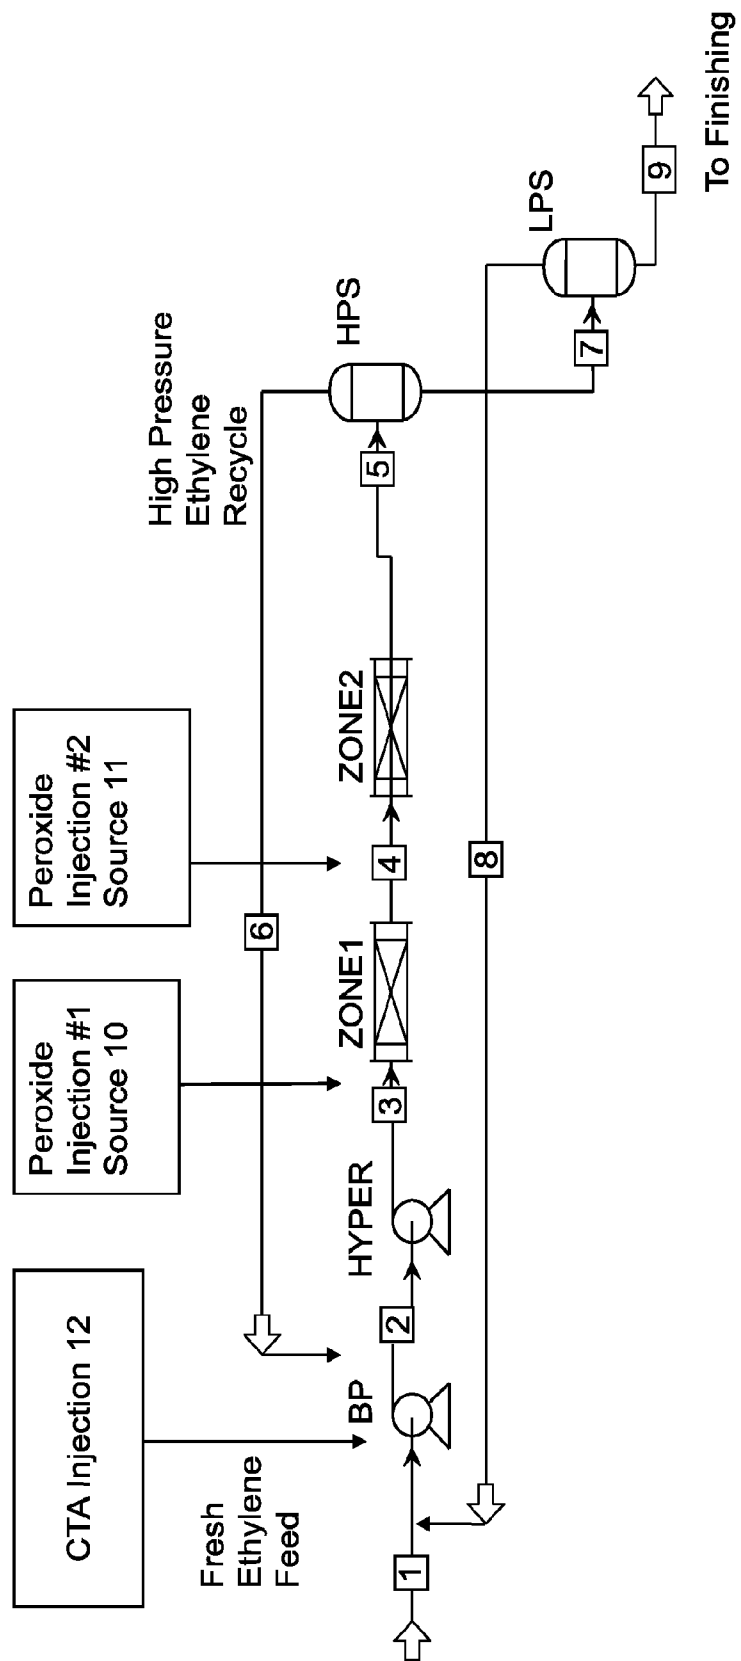 CTA Injection 12
Peroxide
Injection #1
Source 10
Peroxide
Injection #2
Source 11
High Pressure
Ethylene
Recycle
Fresh
Ethylene
Feed
6
BP
HYPER
ZONE1
ZONE2
HPS
LPS
1
2
3
4
5
7
8
9
To Finishing